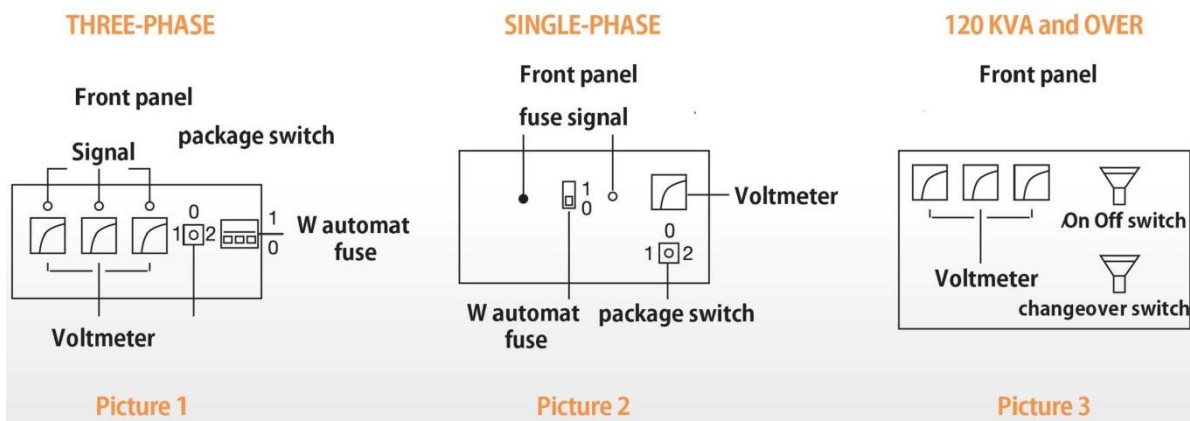 THREE-PHASE
Front panel
Signal
package switch
0
1 2
1
0
W automat
fuse
Voltmeter
Picture 1
SINGLE-PHASE
Front panel
fuse signal
1
0
Voltmeter
0
1 2
W automat
fuse
package switch
Picture 2
120 KVA and OVER
Front panel
On Off switch
Voltmeter
changeover switch
Picture 3